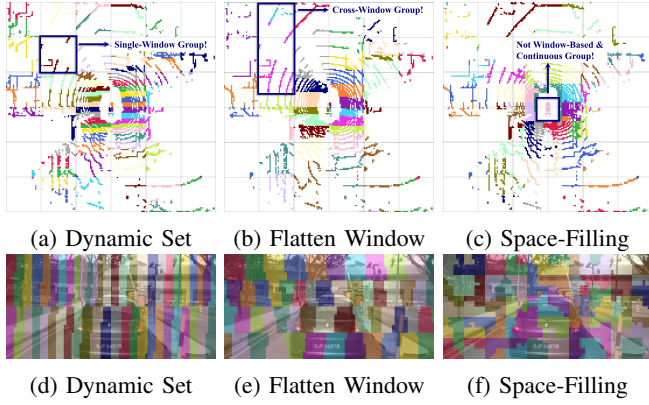 Single-Window Group!
Cross-Window Group!
Not Window-Based &
Continuous Group!
(a) Dynamic Set
(b) Flatten Window
(c) Space-Filling
(d) Dynamic Set
(e) Flatten Window
(f) Space-Filling